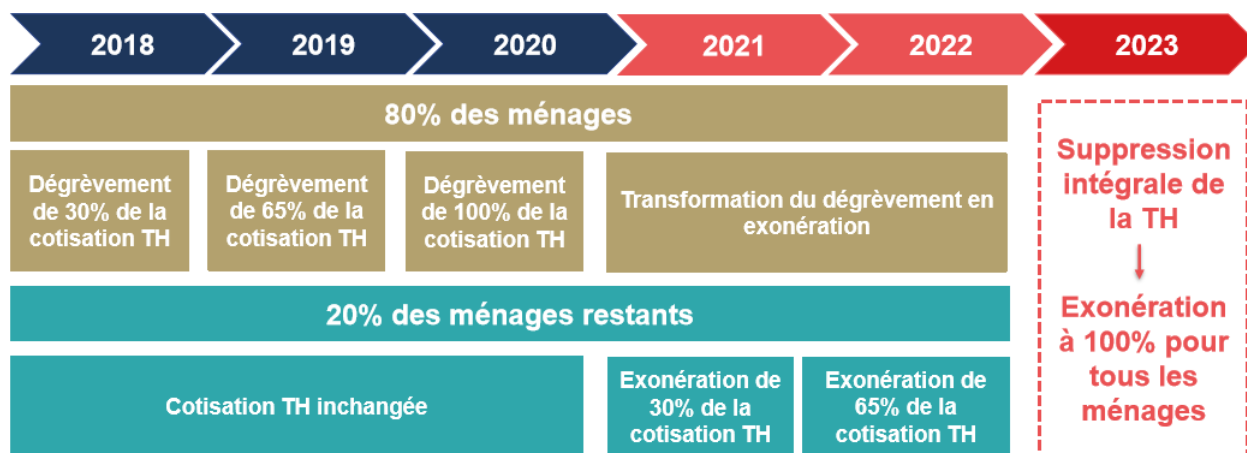 2018
2019
2020
2021
2022
2023
80% des ménages
Dégrèvement
de 30% de la
cotisation TH
Dégrèvement
de 65% de la
cotisation TH
Dégrèvement
de 100% de la
cotisation TH
Transformation du dégrèvement en
exonération
20% des ménages restants
Cotisation TH inchangée
Exonération de
30% de la
cotisation TH
Exonération de
65% de la
cotisation TH
Suppression
intégrale de
la TH
Exonération
à 100% pour
tous les
ménages